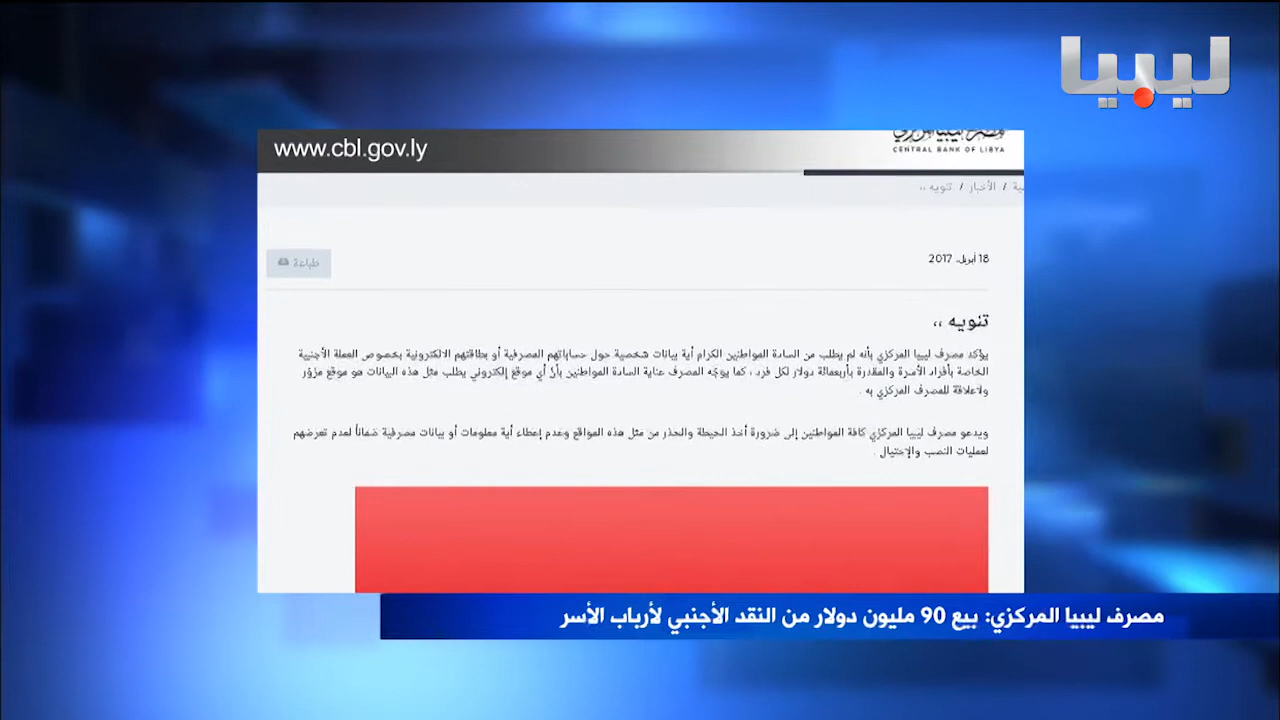 ليبيا
www.cbl.gov.ly
CENTRAL BANK OF LIBYA
/ الأخبار / تنويه ،،
18 أبريل، 2017
طباعة
تنويه ،،
يؤكد مصرف ليبيا المركزي بأنه لم يطلب من السادة المواطنين الكرام أية بيانات شخصية حول حساباتهم المصرفية أو بطاقتهم الالكترونية بخصوص العملة الأجنبية
الخاصة بأفراد الأسرة والمقدرة بأربعمائة دولار لكل فرد ، كما يوجّه المصرف عناية السادة المواطنين بأنّ أي موقع إلكتروني يطلب مثل هذه البيانات هو موقع مزوّر
ولاعلاقة للمصرف المركزي به .
ويدعو مصرف ليبيا المركزي كافة المواطنين إلى ضرورة أخذ الحيطة والحذر من مثل هذه المواقع وعدم إعطاء أية معلومات أو بيانات مصرفية ضماناً لعدم تعرضهم
لعمليات النصب والإحتيال .
مصرف ليبيا المركزي: بيع 90 مليون دولار من النقد الأجنبي لأرباب الأسر